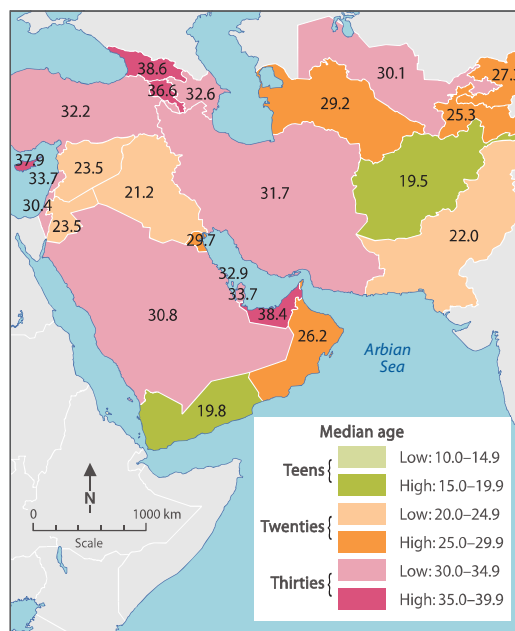 38.6
36.6
32.6
30.1
27.
29.2
25.3
32.2
37.9
33.7
23.5
21.2
31.7
19.5
30.4
23.5
29.7
22.0
32.9
33.7
38.4
30.8
26.2
Arbian
Sea
19.8
N
0 1000 km
Scale
Median age
Teens
Low: 10.0–14.9
High: 15.0–19.9
Twenties
Low: 20.0–24.9
High: 25.0–29.9
Thirties
Low: 30.0–34.9
High: 35.0–39.9